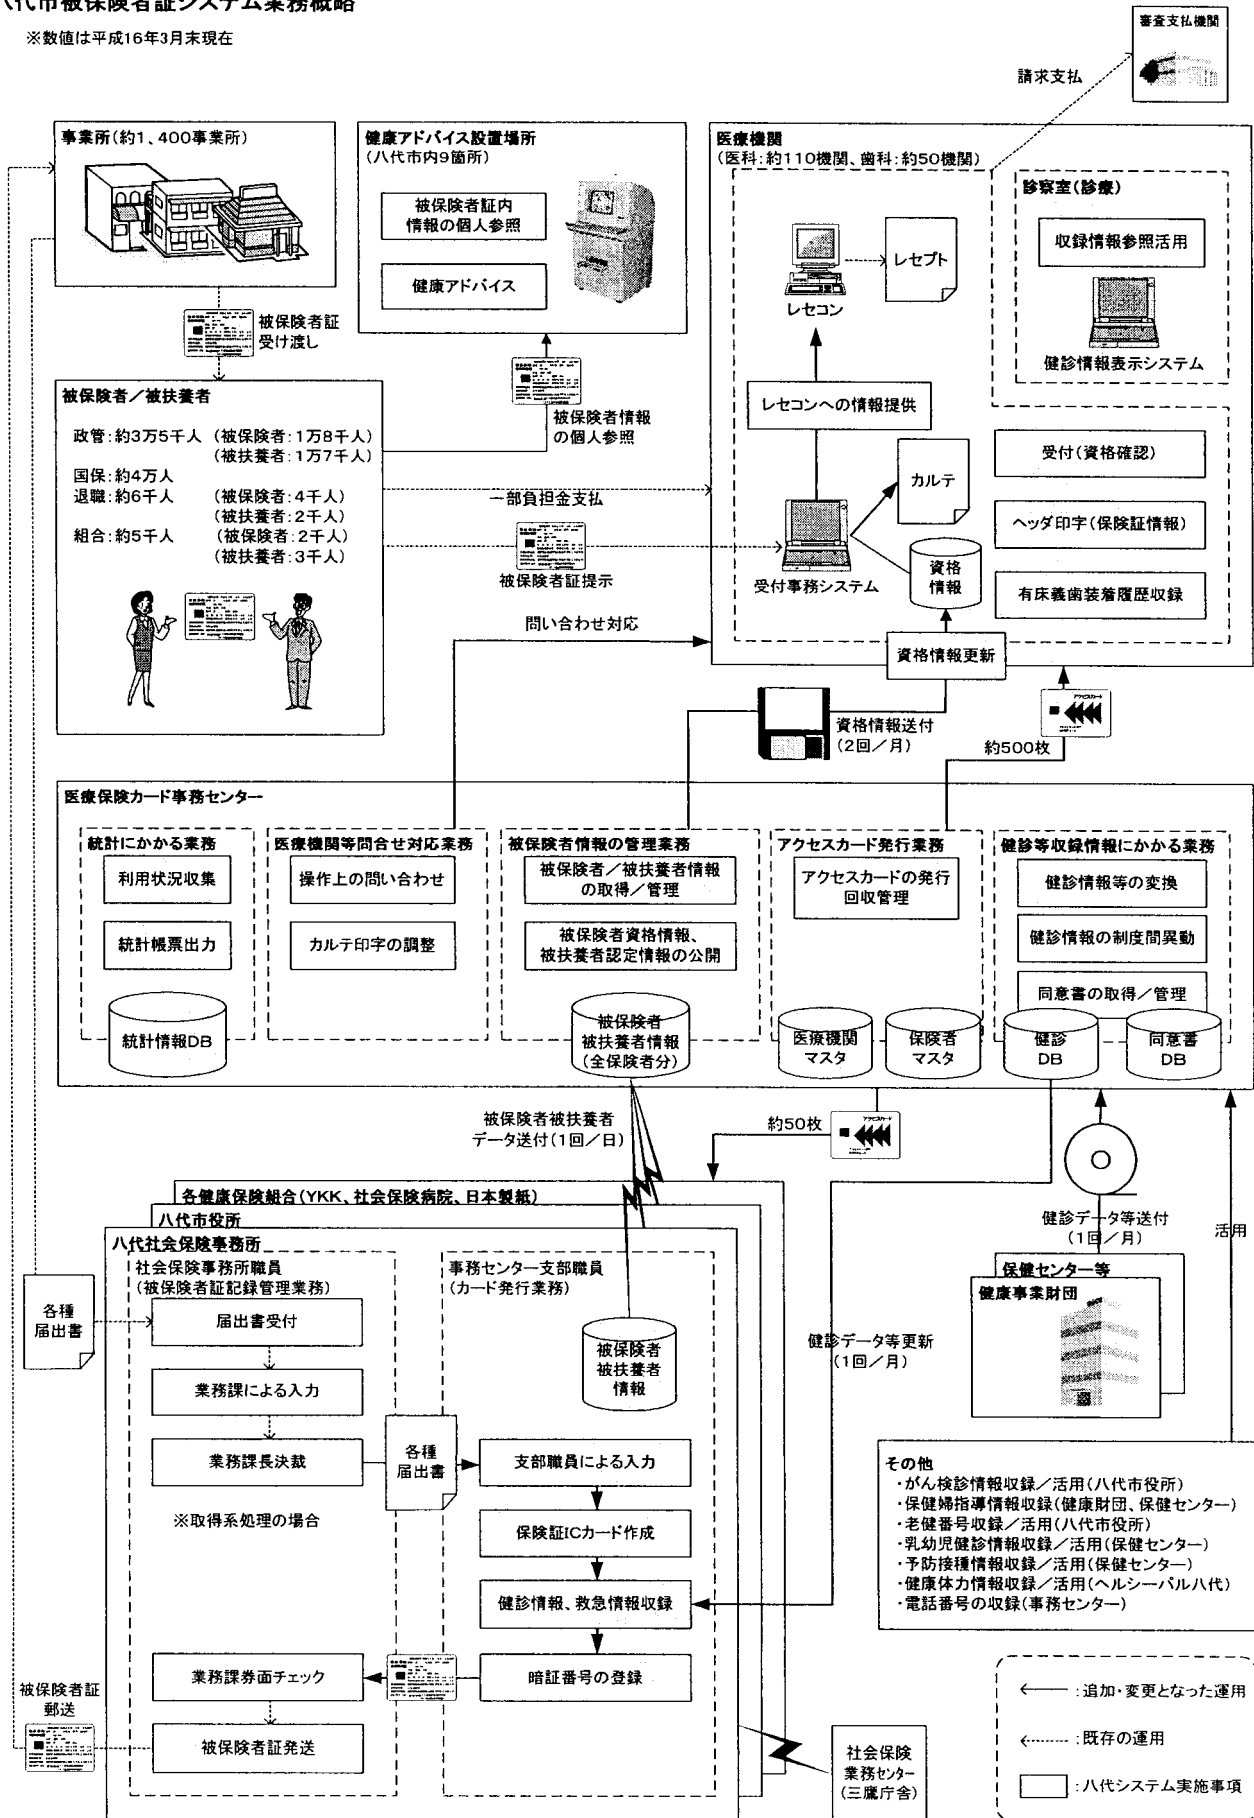 八代市被保険者証システム業務概略
※数値は平成16年3月末現在
審査支払機関
請求支払
事業所(約1、400事業所)
健康アドバイス設置場所
(八代市内9箇所)
被保険者証内
情報の個人参照
健康アドバイス
医療機関
(医科:約110機関、歯科:約50機関)
診察室(診療)
収録情報参照活用
健診情報表示システム
レセコン
レセプト
レセコンへの情報提供
カルテ
受付(資格確認)
ヘッダ印字(保険証情報)
有床義歯装着履歴収録
受付事務システム
資格
情報
資格情報更新
被保険者証
受け渡し
被保険者/被扶養者
政管:約3万5千人 (被保険者:1万8千人)
(被扶養者:1万7千人)
国保:約4万人
退職:約6千人 (被保険者:4千人)
(被扶養者:2千人)
組合:約5千人 (被保険者:2千人)
(被扶養者:3千人)
被保険者情報
の個人参照
一部負担金支払
被保険者証提示
問い合わせ対応
資格情報送付
(2回/月)
アクセスカード
約500枚
医療保険カード事務センター
統計にかかる業務
利用状況収集
統計帳票出力
統計情報DB
医療機関等問合せ対応業務
操作上の問い合わせ
カルテ印字の調整
被保険者情報の管理業務
被保険者/被扶養者情報
の取得/管理
被保険者資格情報、
被扶養者認定情報の公開
被保険者
被扶養者情報
(全保険者分)
アクセスカード発行業務
アクセスカードの発行
回収管理
医療機関
マスタ
保険者
マスタ
健診等収録情報にかかる業務
健診情報等の変換
健診情報の制度間異動
同意書の取得/管理
健診
DB
同意書
DB
被保険者被扶養者
データ送付(1回/日)
約50枚
アクセスカード
健診データ等送付
(1回/月)
活用
各健康保険組合(YKK、社会保険病院、日本製紙)
八代市役所
八代社会保険事務所
社会保険事務所職員
(被保険者証記録管理業務)
事務センター支部職員
(カード発行業務)
各種
届出書
届出書受付
業務課による入力
業務課長決裁
※取得系処理の場合
各種
届出書
被保険者
被扶養者
情報
支部職員による入力
保険証ICカード作成
健診情報、救急情報収録
暗証番号の登録
業務課券面チェック
被保険者証発送
被保険者証
郵送
健診データ等更新
(1回/月)
保健センター等
健康事業財団
その他
・がん検診情報収録/活用(八代市役所)
・保健婦指導情報収録(健康財団、保健センター)
・老健番号収録/活用(八代市役所)
・乳幼児健診情報収録/活用(保健センター)
・予防接種情報収録/活用(保健センター)
・健康体力情報収録/活用(ヘルシーパル八代)
・電話番号の収録(事務センター)
社会保険
業務センター
(三鷹庁舎)
:追加・変更となった運用
:既存の運用
:八代システム実施事項